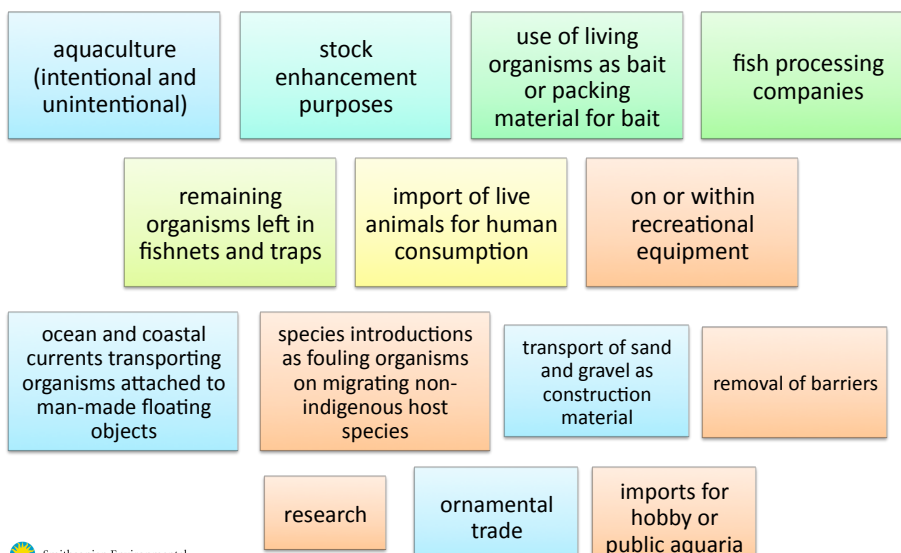 aquaculture
(intentional and
unintentional)
stock
enhancement
purposes
use of living
organisms as bait
or packing
material for bait
fish processing
companies
remaining
organisms left in
fishnets and traps
import of live
animals for human
consumption
on or within
recreational
equipment
ocean and coastal
currents transporting
organisms attached to
man-made floating
objects
species introductions
as fouling organisms
on migrating non-
indigenous host
species
transport of sand
and gravel as
construction
material
removal of barriers
research
ornamental
trade
imports for
hobby or
public aquaria
Smithsonian Environmental